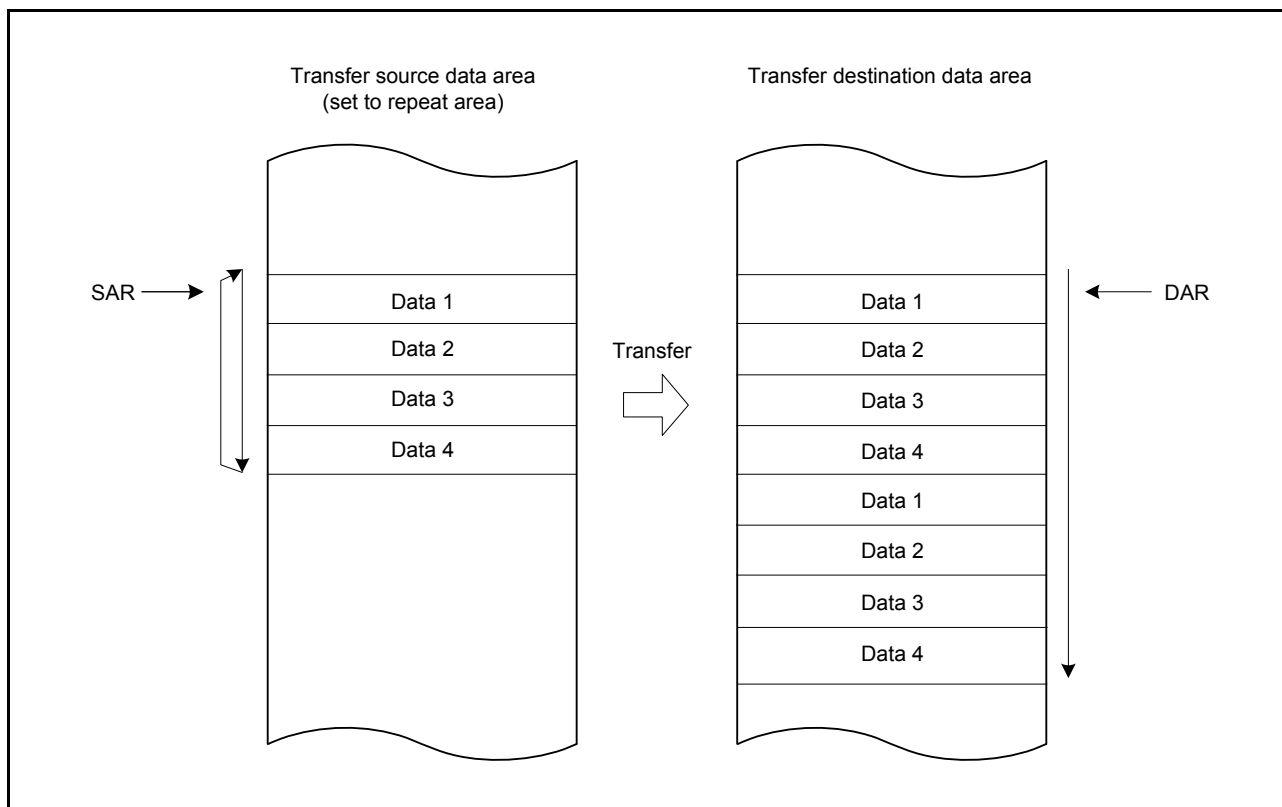 Transfer source data area
(set to repeat area)
Transfer destination data area
SAR
Data 1
Data 2
Data 3
Data 4
Transfer
Data 1
Data 2
Data 3
Data 4
Data 1
Data 2
Data 3
Data 4
DAR